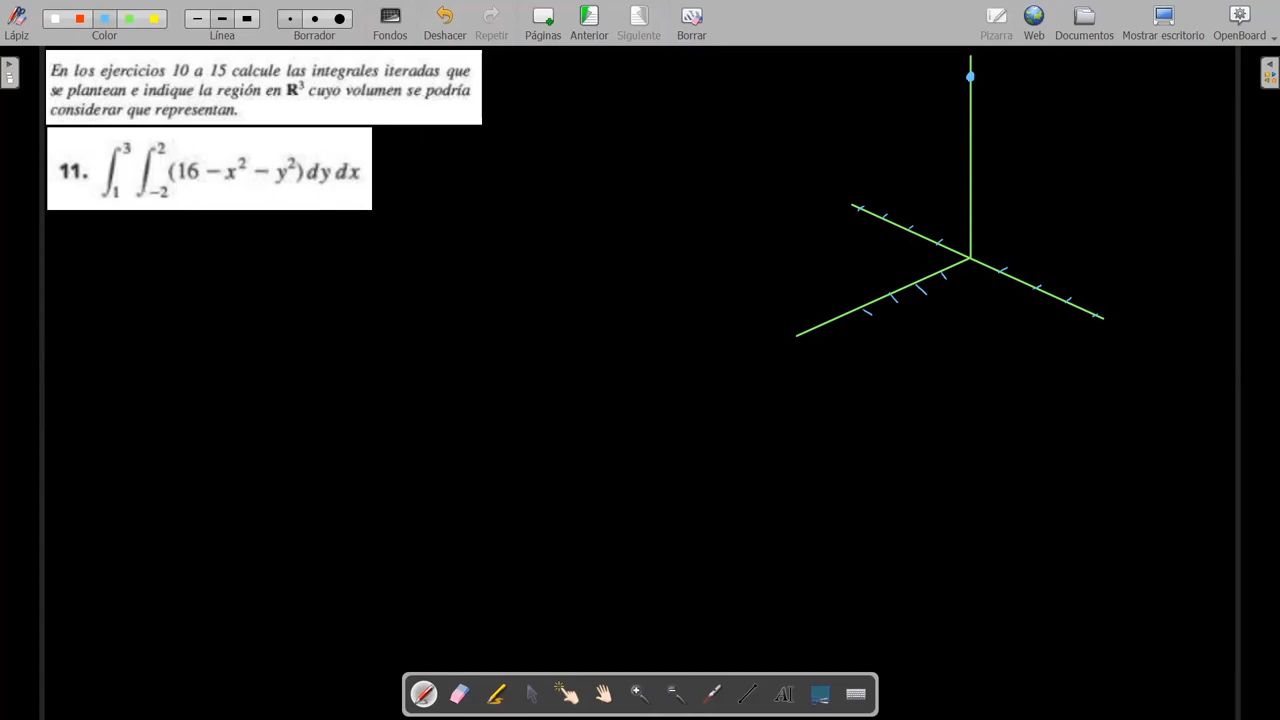 Lápiz
Color
Línea
Borrador
Fondos
Deshacer
Repetir
Páginas
Anterior
Siguiente
Borrar
Pizarra
Web
Documentos
Mostrar escritorio
OpenBoard
En los ejercicios 10 a 15 calcule las integrales iteradas que
se plantean e indique la región en R³ cuyo volumen se podría
considerar que representan.
11. ∫₁³ ∫₋₂² (16 − x² − y²) dy dx
AI